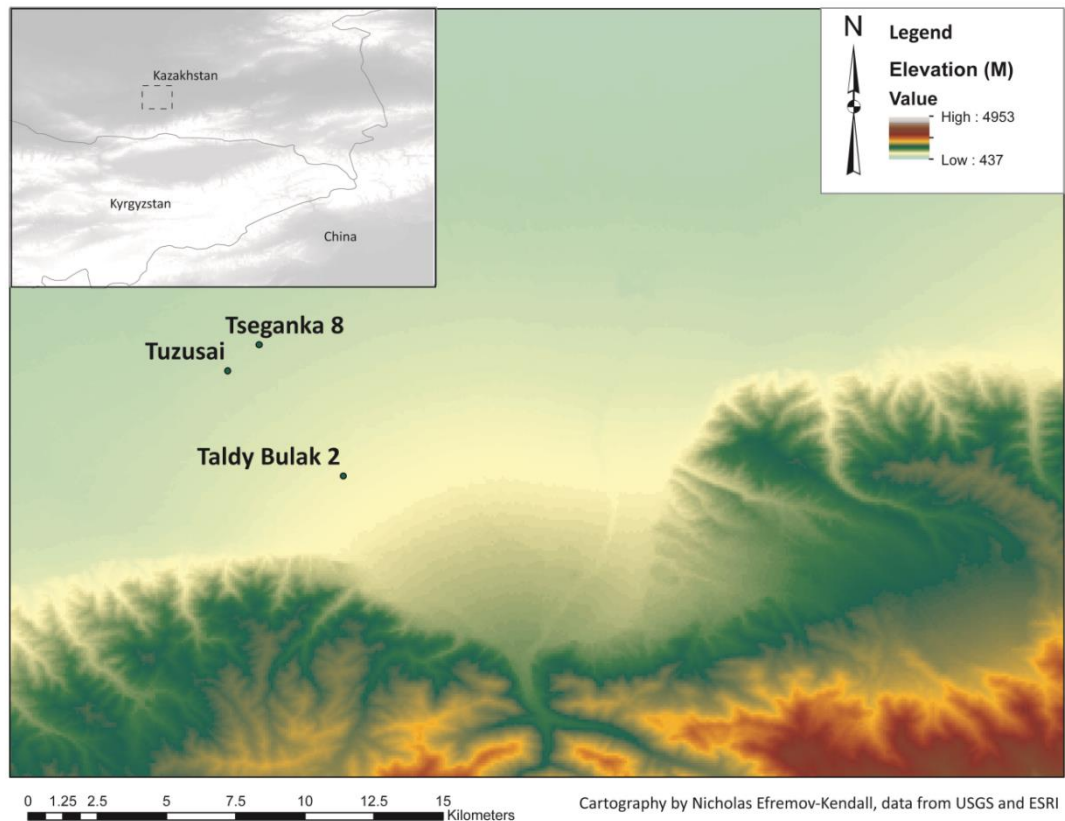 Kazakhstan
Kyrgyzstan
China
N
Legend
Elevation (M)
Value
High : 4953
Low : 437
Tseganka 8
Tuzusai
Taldy Bulak 2
0 1.25 2.5 5 7.5 10 12.5 15
Kilometers
Cartography by Nicholas Efremov-Kendall, data from USGS and ESRI